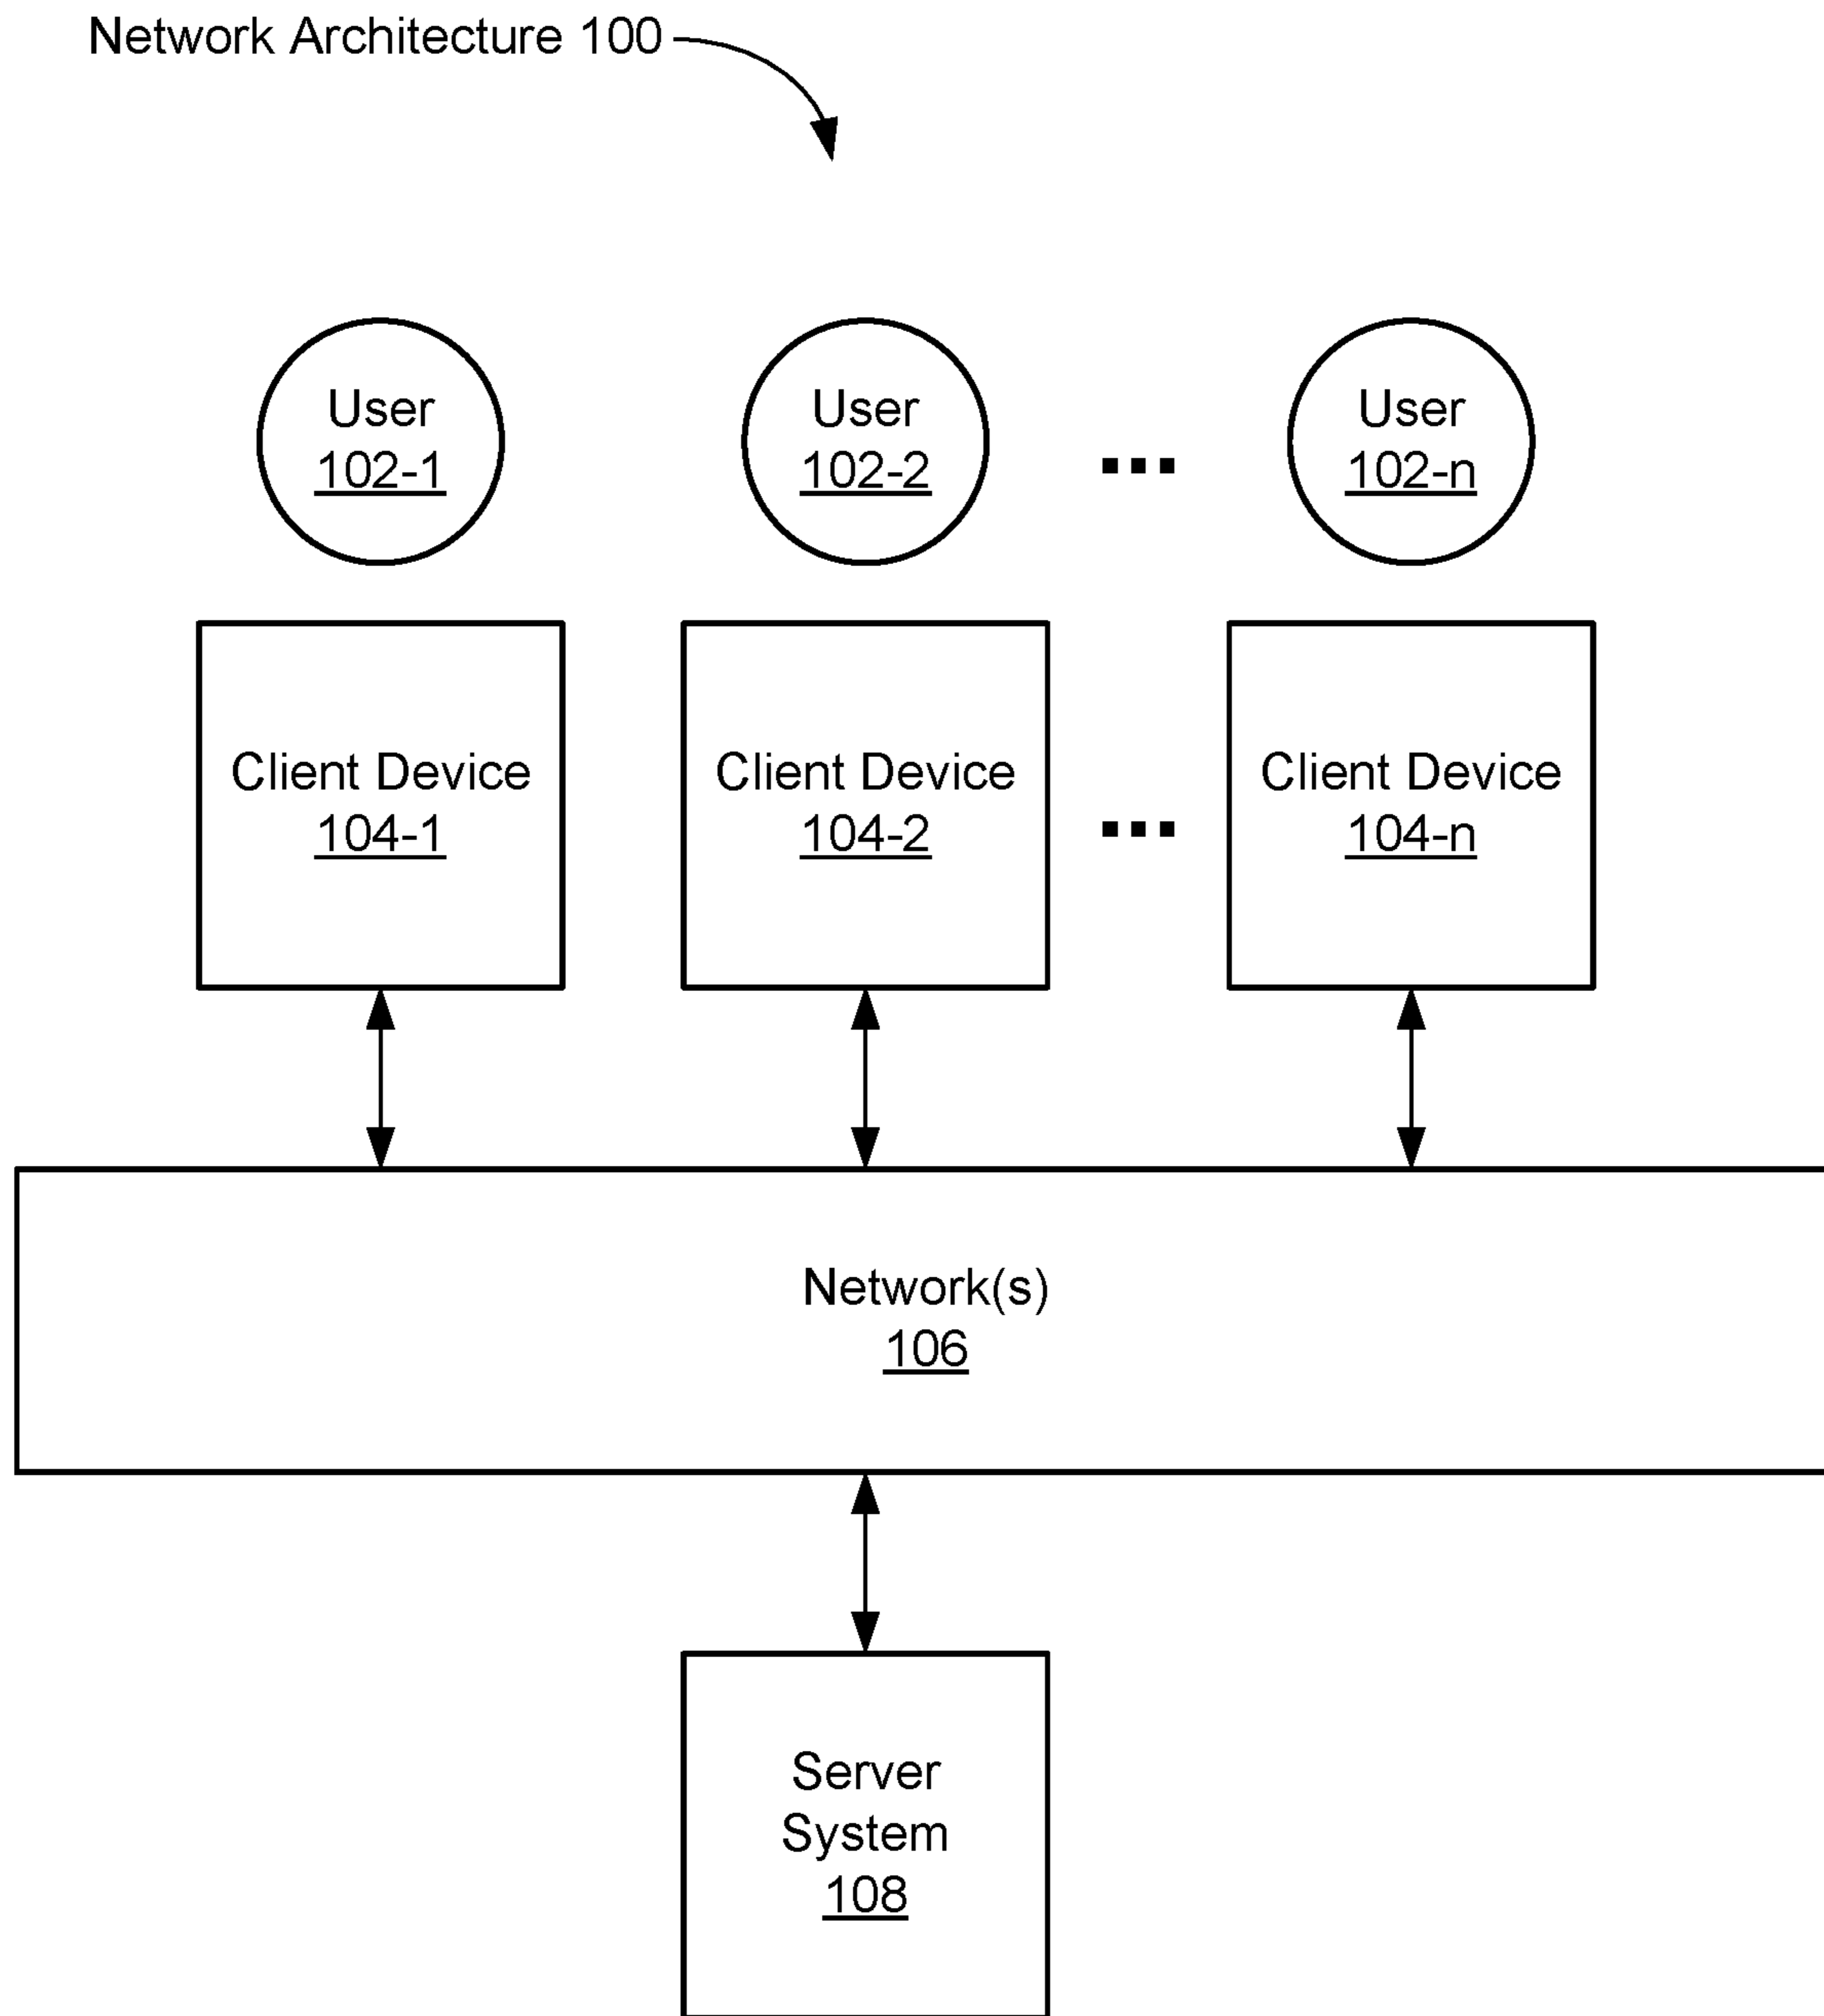 Network Architecture 100
User
102-1
User
102-2
...
User
102-n
Client Device
104-1
Client Device
104-2
...
Client Device
104-n
Network(s)
106
Server
System
108